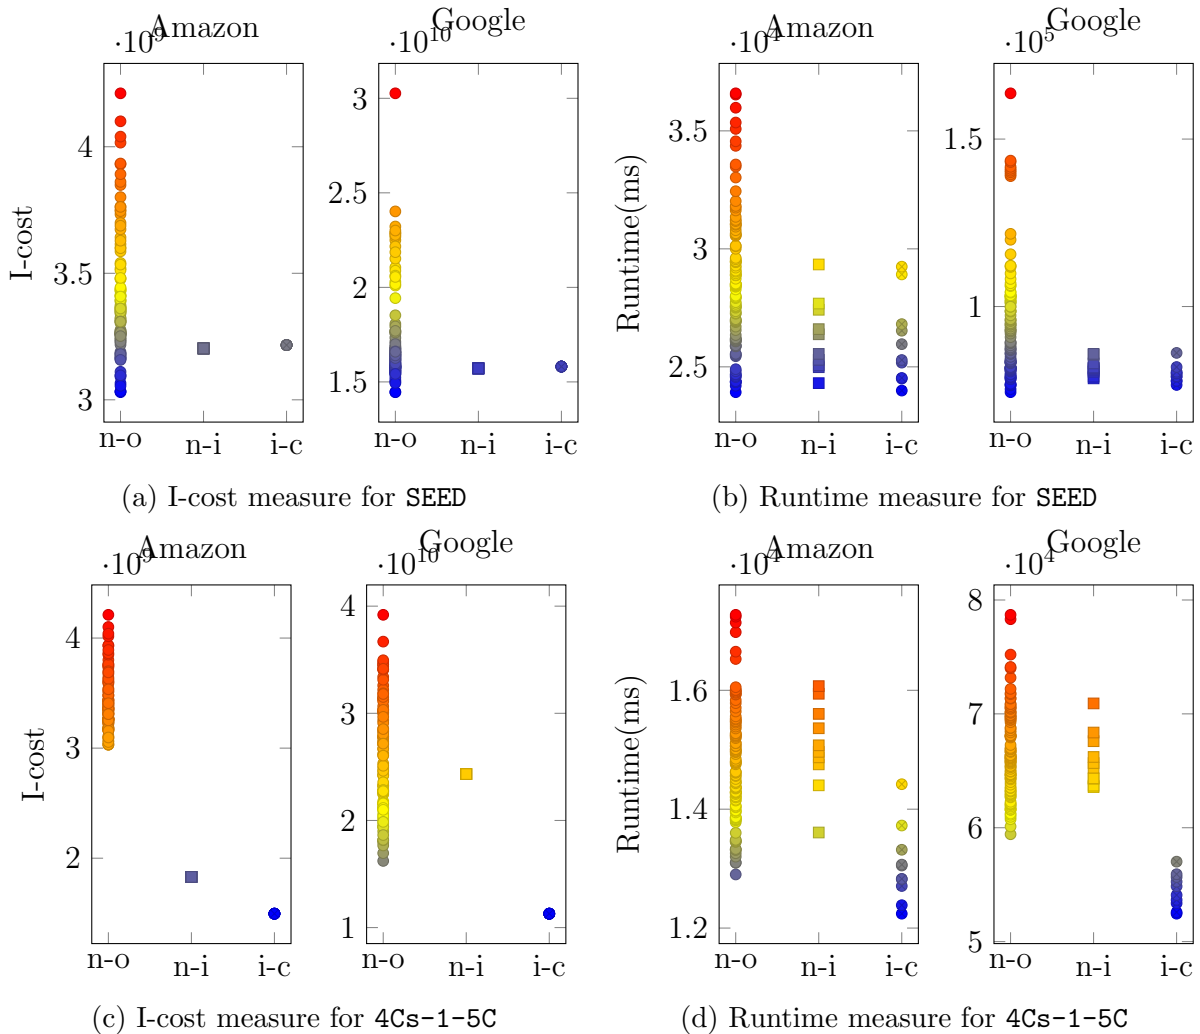 Amazon
·10^9
4
3.5
3
I-cost
n-o n-i i-c
Google
·10^10
3
2.5
2
1.5
n-o n-i i-c
(a) I-cost measure for SEED
Amazon
·10^4
3.5
3
2.5
Runtime(ms)
n-o n-i i-c
Google
·10^5
1.5
1
n-o n-i i-c
(b) Runtime measure for SEED
Amazon
·10^9
4
3
2
I-cost
n-o n-i i-c
Google
·10^10
4
3
2
1
n-o n-i i-c
(c) I-cost measure for 4Cs-1-5C
Amazon
·10^4
1.6
1.4
1.2
Runtime(ms)
n-o n-i i-c
Google
·10^4
8
7
6
5
n-o n-i i-c
(d) Runtime measure for 4Cs-1-5C